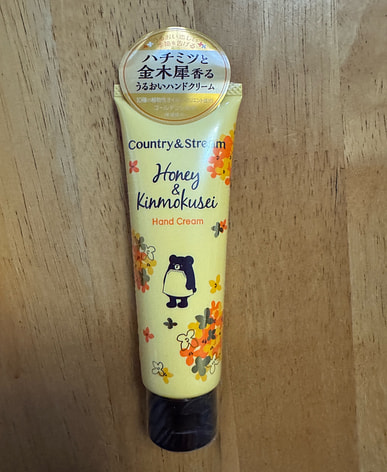 ハチミツと
金木犀香る
うるおいハンドクリーム
Country&Stream
Honey
&
Kinmokusei
Hand Cream